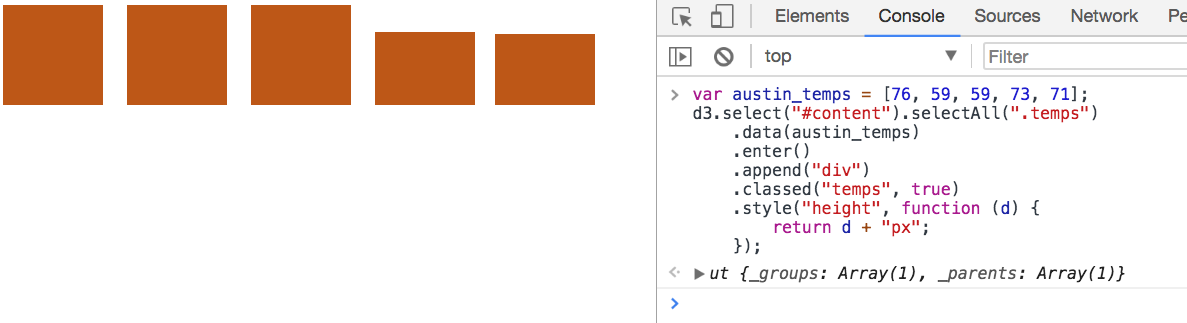 Elements Console Sources Network Pe
top Filter
var austin_temps = [76, 59, 59, 73, 71];
d3.select("#content").selectAll(".temps")
.data(austin_temps)
.enter()
.append("div")
.classed("temps", true)
.style("height", function (d) {
return d + "px";
});
ut {_groups: Array(1), _parents: Array(1)}